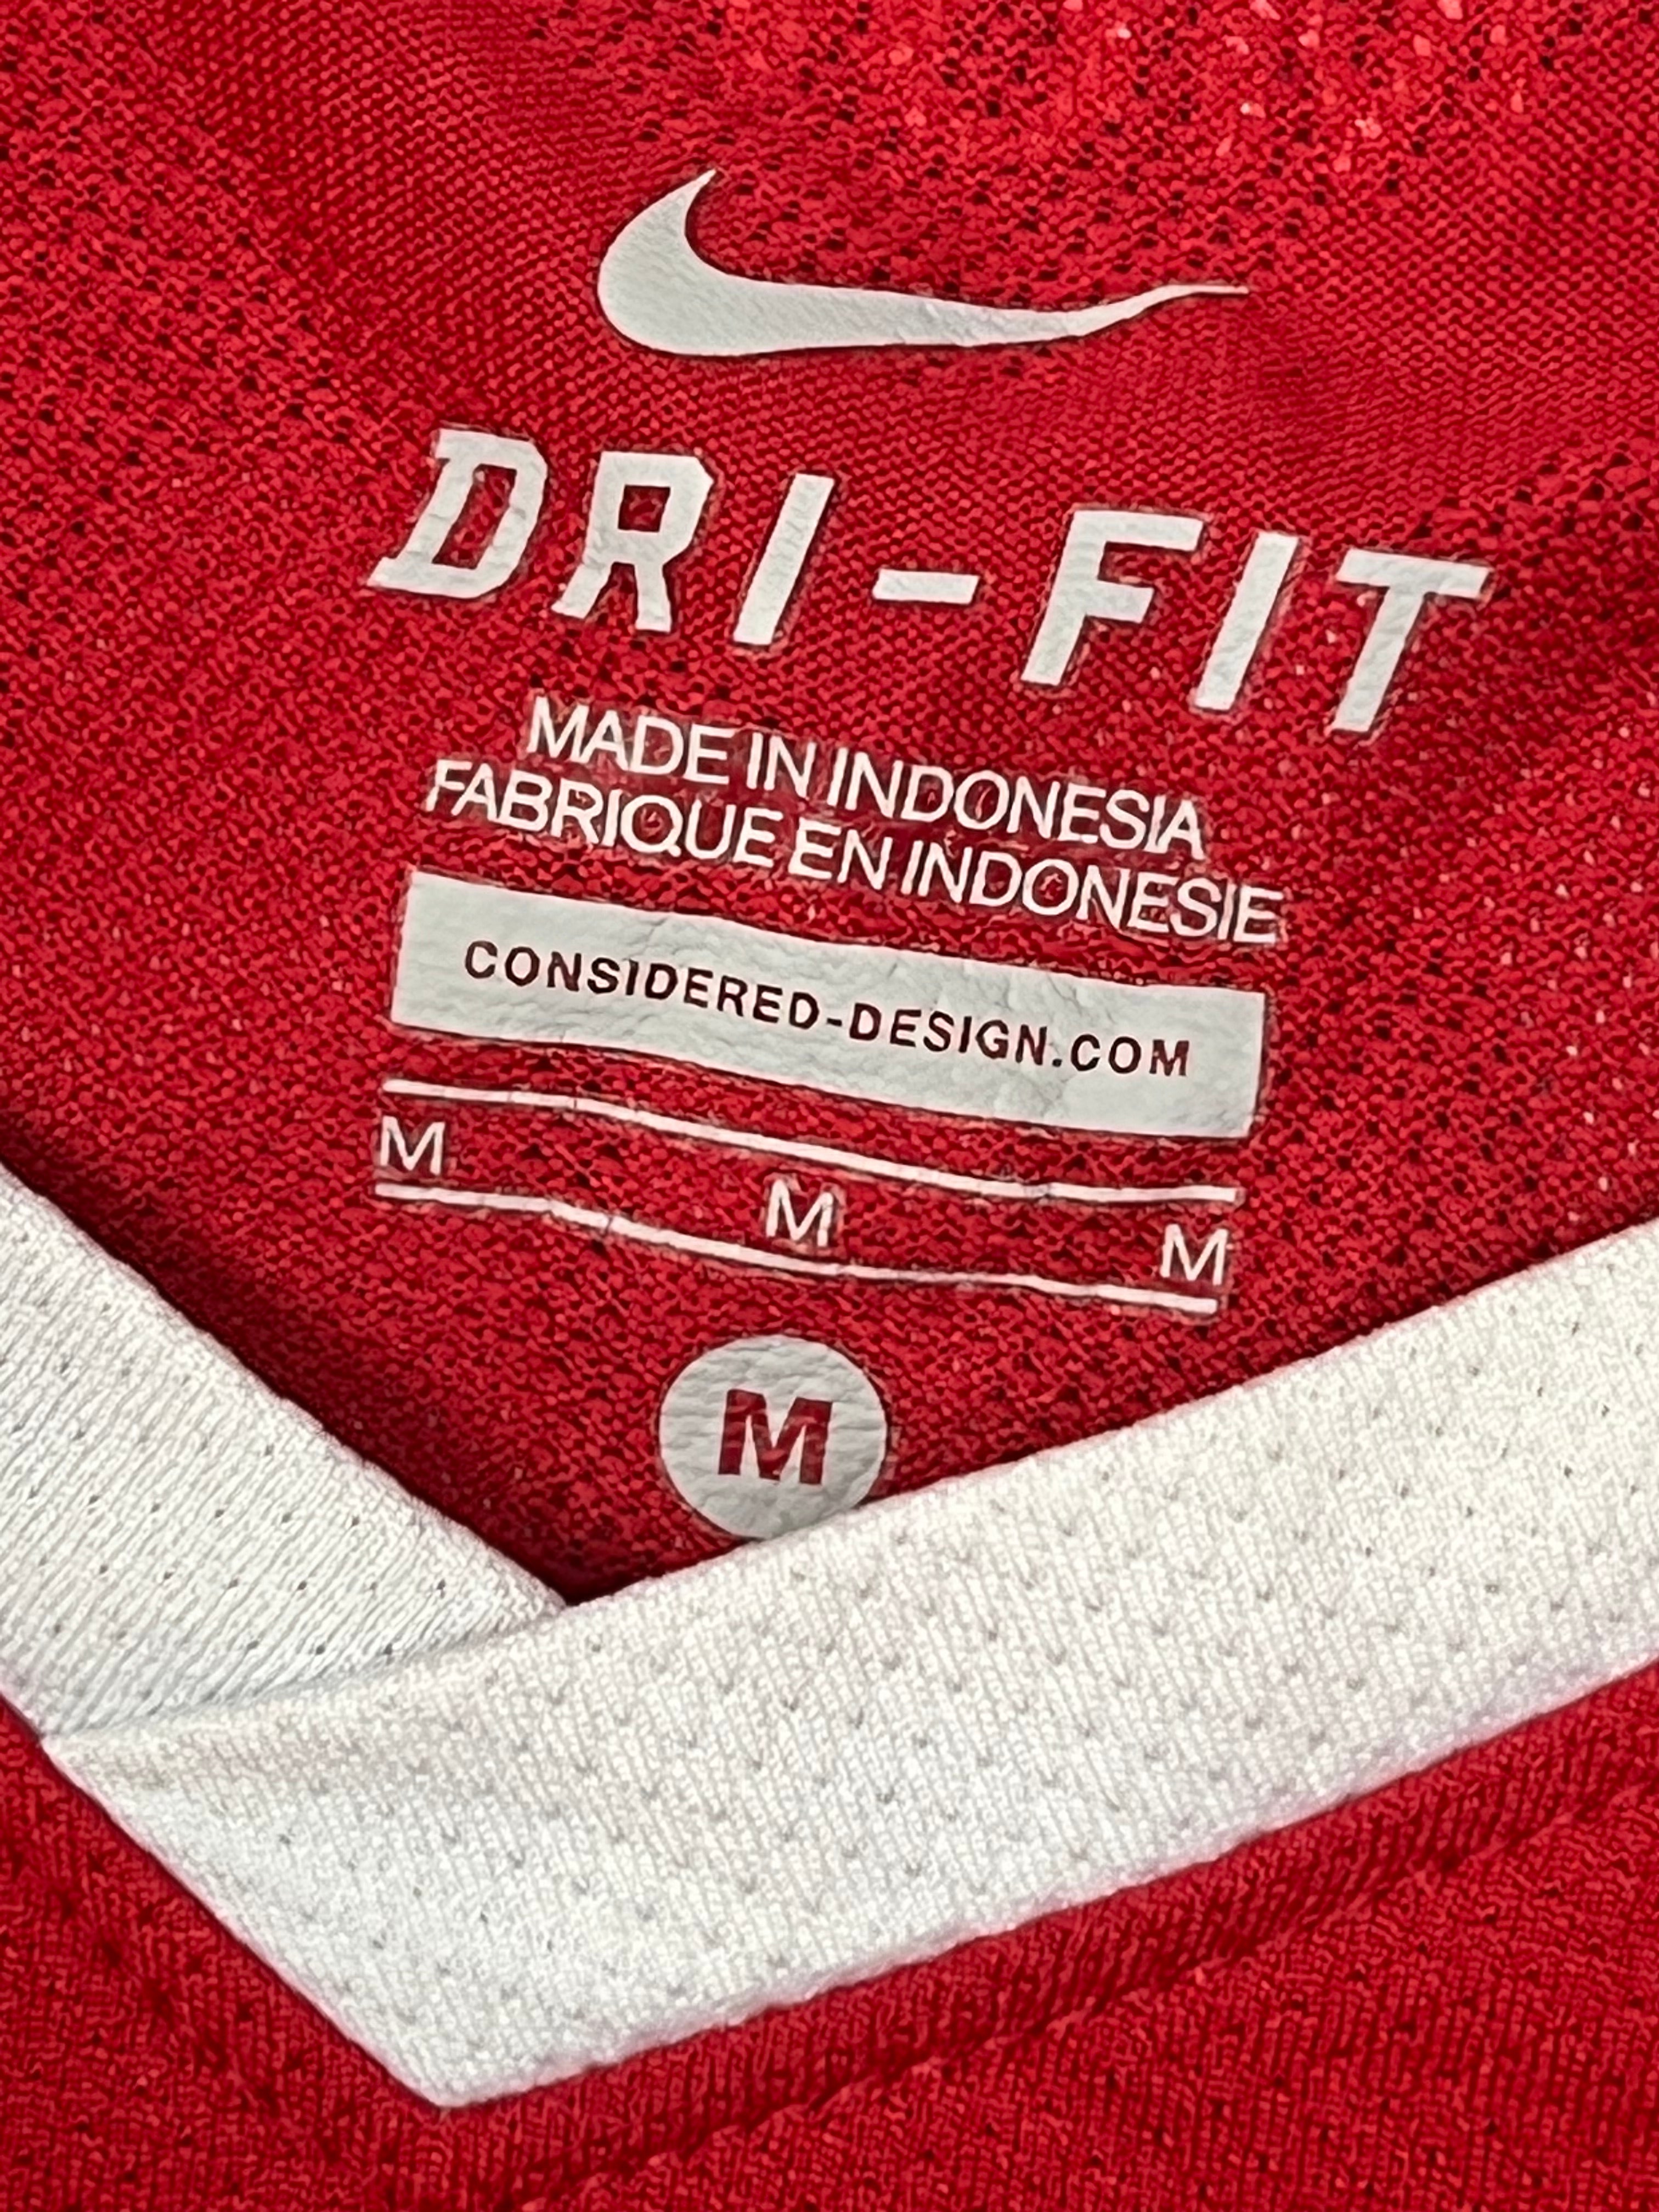 DRI-FIT
MADE IN INDONESIA
FABRIQUE EN INDONESIE
CONSIDERED-DESIGN.COM
M M M
M